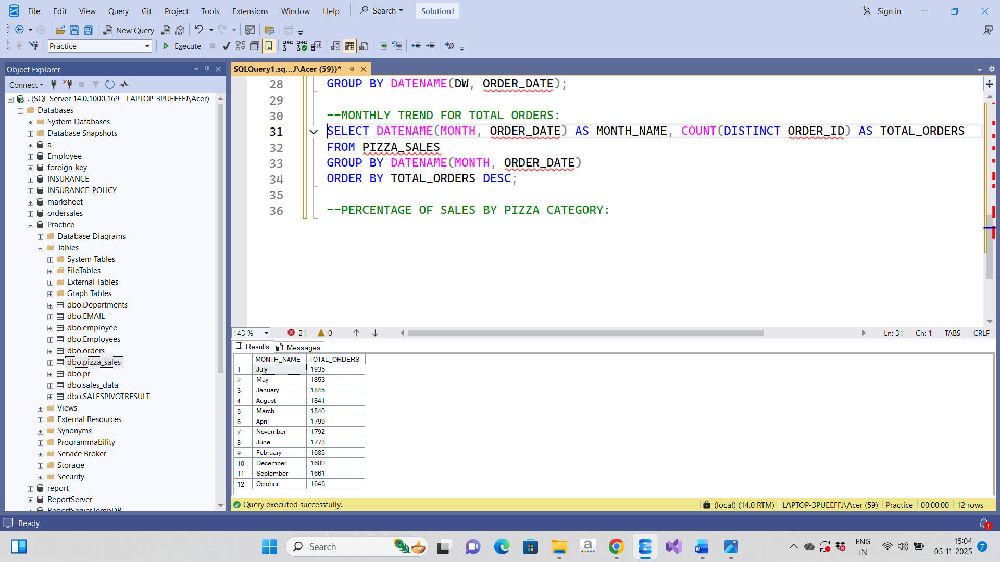 File Edit View Query Git Project Tools Extensions Window Help Search Solution1 Sign in
New Query
Practice Execute
Object Explorer
Connect
. (SQL Server 14.0.1000.169 - LAPTOP-3PUEEFFJ\Acer)
Databases
System Databases
Database Snapshots
a
Employee
foreign_key
INSURANCE
INSURANCE_POLICY
marksheet
ordersales
Practice
Database Diagrams
Tables
System Tables
FileTables
External Tables
Graph Tables
dbo.Departments
dbo.EMAIL
dbo.employee
dbo.Employees
dbo.orders
dbo.pizza_sales
dbo.pr
dbo.sales_data
dbo.SALESPIVOTRESULT
Views
External Resources
Synonyms
Programmability
Service Broker
Storage
Security
report
ReportServer
ReportServerTempDB
SQLQuery1.sq...J\Acer (59))*
28 GROUP BY DATENAME(DW, ORDER_DATE);
29
30 --MONTHLY TREND FOR TOTAL ORDERS:
31 SELECT DATENAME(MONTH, ORDER_DATE) AS MONTH_NAME, COUNT(DISTINCT ORDER_ID) AS TOTAL_ORDERS
32 FROM PIZZA_SALES
33 GROUP BY DATENAME(MONTH, ORDER_DATE)
34 ORDER BY TOTAL_ORDERS DESC;
35
36 --PERCENTAGE OF SALES BY PIZZA CATEGORY:
143 % 21 0 Ln: 31 Ch: 1 TABS CRLF
Results Messages
MONTH_NAME TOTAL_ORDERS
1 July 1935
2 May 1853
3 January 1845
4 August 1841
5 March 1840
6 April 1799
7 November 1792
8 June 1773
9 February 1685
10 December 1680
11 September 1661
12 October 1646
Query executed successfully. (local) (14.0 RTM) LAPTOP-3PUEEFFJ\Acer (59) Practice 00:00:00 12 rows
Ready 1
Search
ENG
IN
15:04
05-11-2025
7